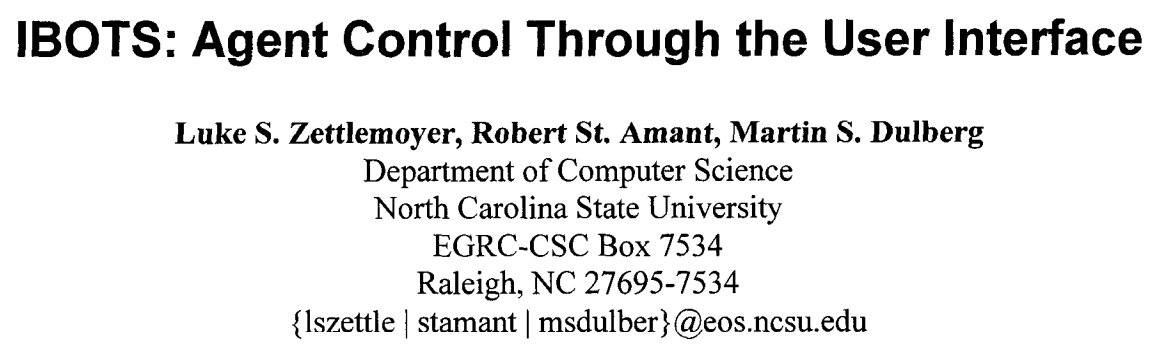 IBOTS: Agent Control Through the User Interface
Luke S. Zettlemoyer, Robert St. Amant, Martin S. Dulberg
Department of Computer Science
North Carolina State University
EGRC-CSC Box 7534
Raleigh, NC 27695-7534
{lszettle | stamant | msdulber}@eos.ncsu.edu